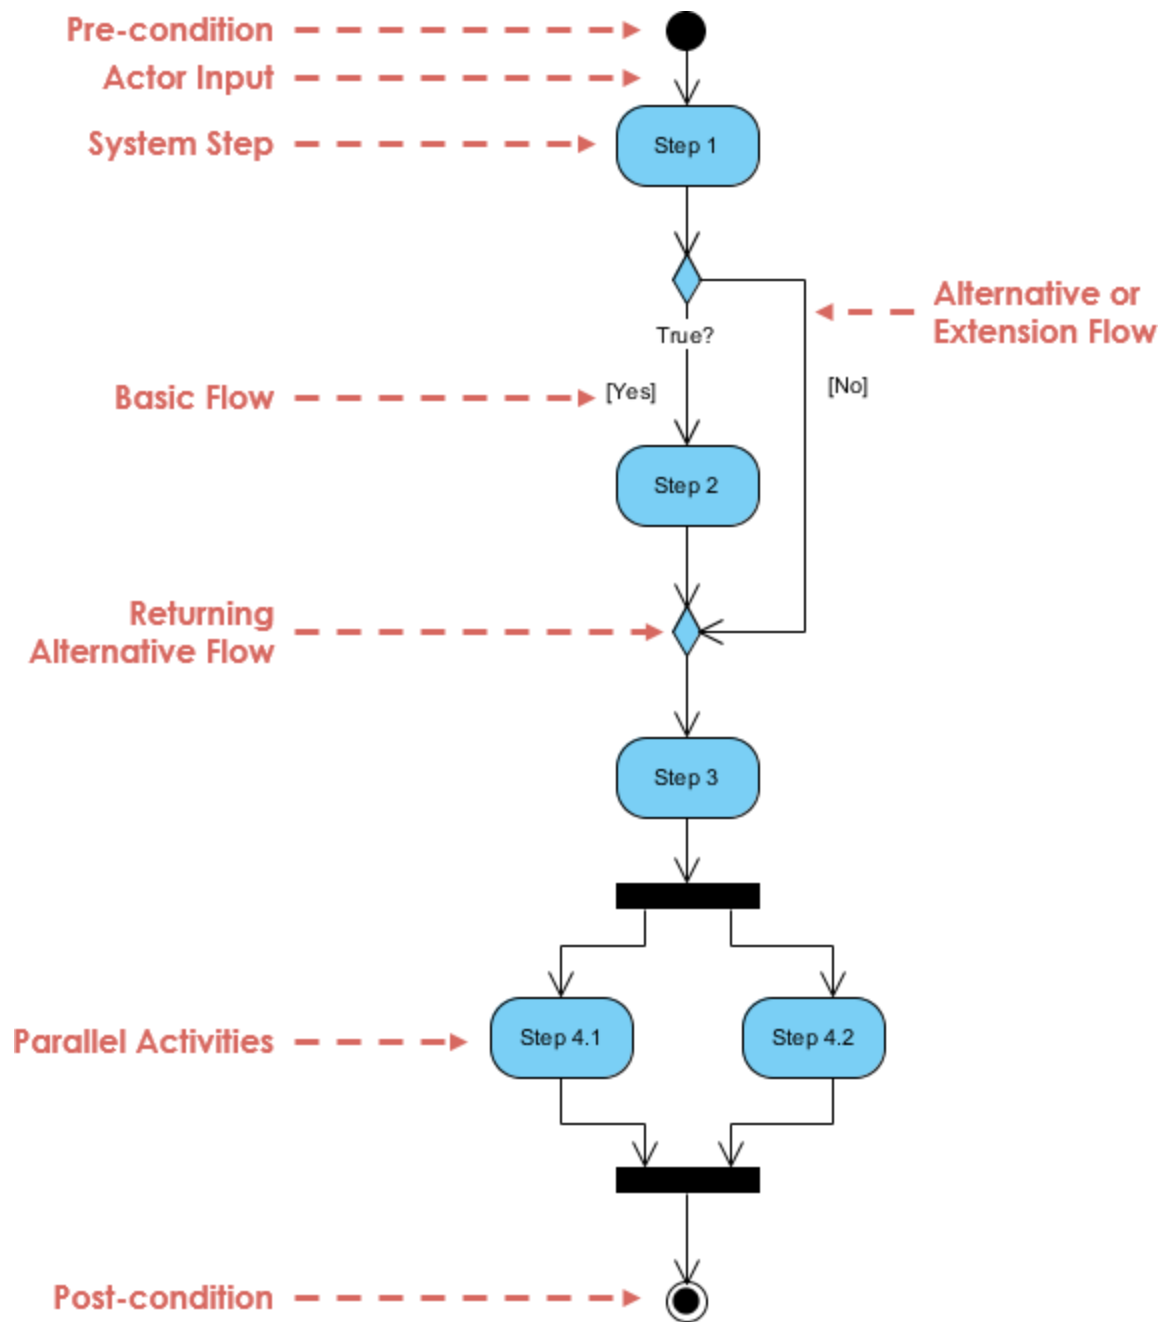 Pre-condition
Actor Input
System Step
Step 1
Alternative or
Extension Flow
True?
Basic Flow
[Yes]
[No]
Step 2
Returning
Alternative Flow
Step 3
Parallel Activities
Step 4.1
Step 4.2
Post-condition